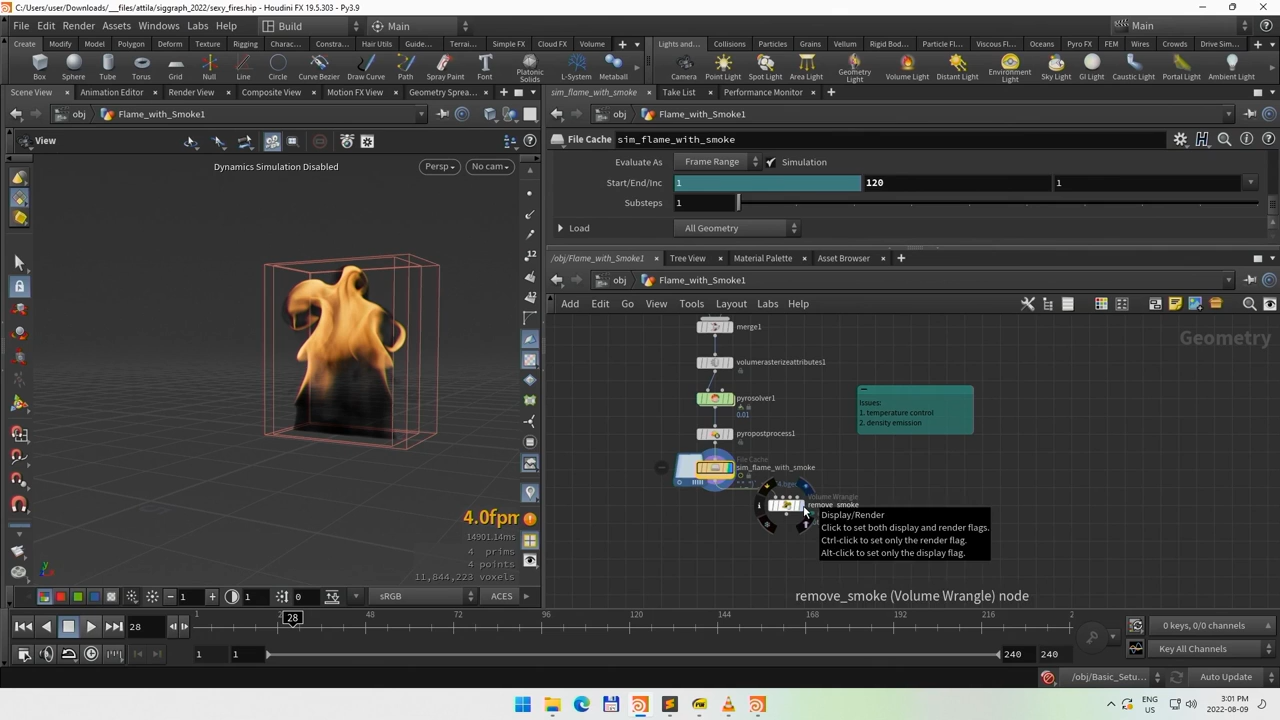 C:/Users/user/Downloads/__files/attila/siggraph_2022/sexy_fires.hip - Houdini FX 19.5.303 - Py3.9
File Edit Render Assets Windows Labs Help Build Main Main
Create Modify Model Polygon Deform Texture Rigging Charac... Constra... Hair Utils Guide... Terrai... Simple FX Cloud FX Volume
Lights and... Collisions Particles Grains Vellum Rigid Bod... Particle Fl... Viscous Fl... Oceans Pyro FX FEM Wires Crowds Drive Sim...
Box Sphere Tube Torus Grid Null Line Circle Curve Bezier Draw Curve Path Spray Paint Font Platonic Solids L-System Metaball
Camera Point Light Spot Light Area Light Geometry Light Volume Light Distant Light Environment Light Sky Light GI Light Caustic Light Portal Light Ambient Light
Scene View Animation Editor Render View Composite View Motion FX View Geometry Sprea...
sim_flame_with_smoke Take List Performance Monitor
obj Flame_with_Smoke1
obj Flame_with_Smoke1
View
Dynamics Simulation Disabled
Persp No cam
File Cache sim_flame_with_smoke
Evaluate As Frame Range Simulation
Start/End/Inc 1 120 1
Substeps 1
Load All Geometry
/obj/Flame_with_Smoke1 Tree View Material Palette Asset Browser
obj Flame_with_Smoke1
Add Edit Go View Tools Layout Labs Help
Geometry
merge1
volumerasterizeattributes1
pyrosolver1
0.01
pyropostprocess1
File Cache
sim_flame_with_smoke
Issues:
1. temperature control
2. density emission
Volume Wrangle
remove_smoke
Display/Render
Click to set both display and render flags.
Ctrl-click to set only the render flag.
Alt-click to set only the display flag.
remove_smoke (Volume Wrangle) node
12
12
4.0fpm
14901.14ms
4 prims
11,844,223 voxels
1 1 0 sRGB ACES
28
1 28 48 72 96 120 144 168 192 216 2
0 keys, 0/0 channels
1 1 240 240
Key All Channels
/obj/Basic_Setu... Auto Update
ENG
US
3:01 PM
2022-08-09